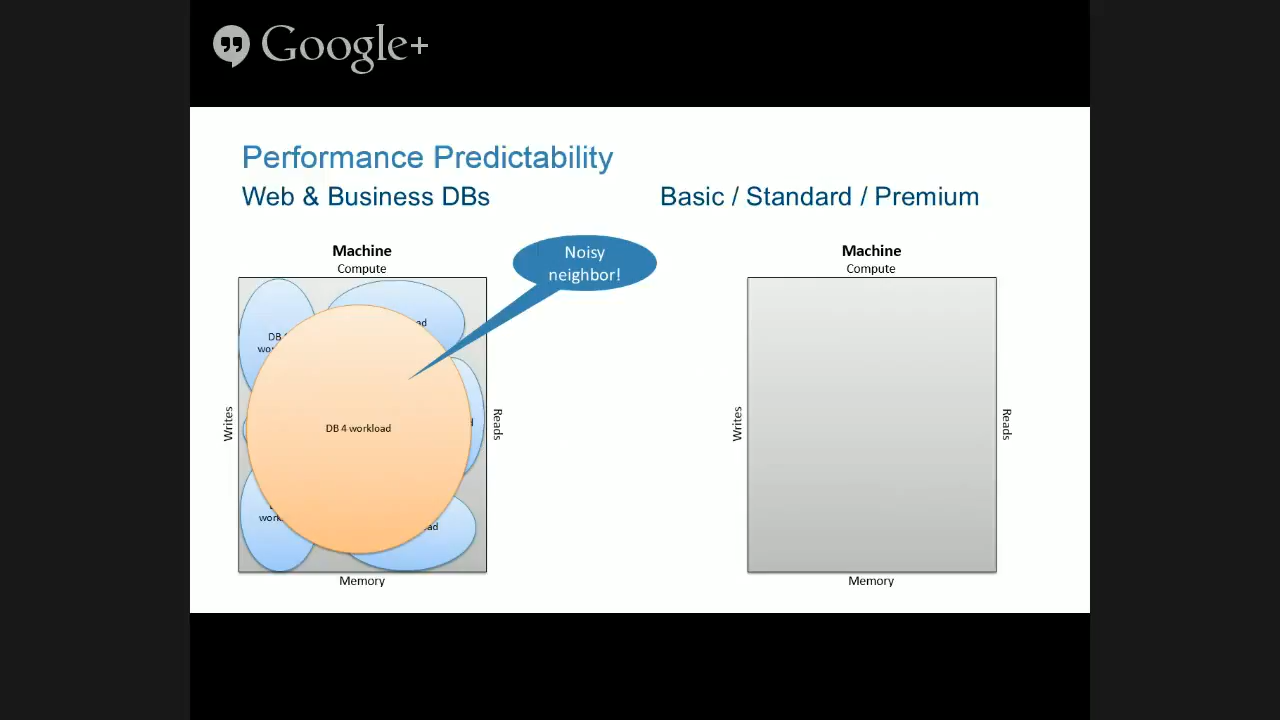 Google+
Performance Predictability
Web & Business DBs
Basic / Standard / Premium
Machine
Compute
Noisy
neighbor!
Machine
Compute
DB
DB 4 workload
Writes
Reads
Writes
Reads
Memory
Memory